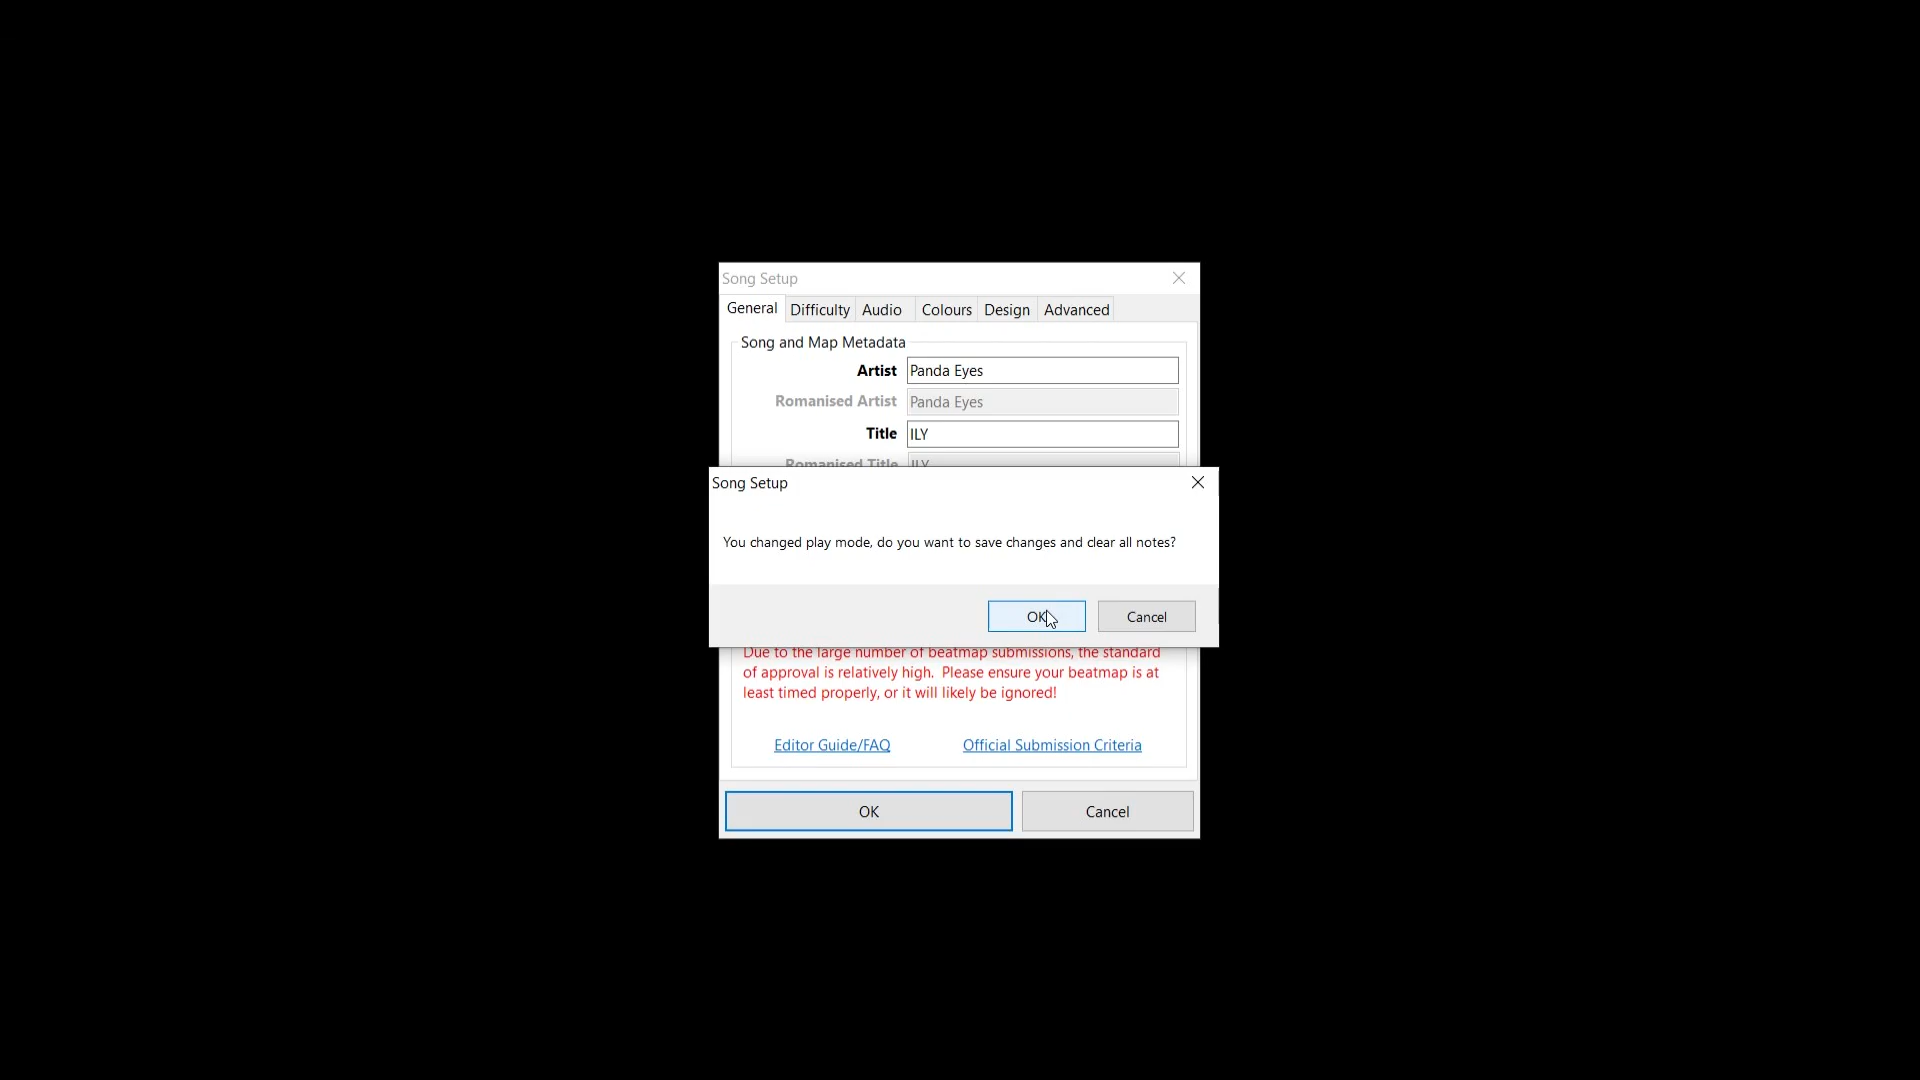 Song Setup
General Difficulty Audio Colours Design Advanced
Song and Map Metadata
Artist Panda Eyes
Romanised Artist Panda Eyes
Title ILY
Romanised Title ILY
Song Setup
You changed play mode, do you want to save changes and clear all notes?
OK Cancel
Due to the large number of beatmap submissions, the standard
of approval is relatively high. Please ensure your beatmap is at
least timed properly, or it will likely be ignored!
Editor Guide/FAQ Official Submission Criteria
OK Cancel